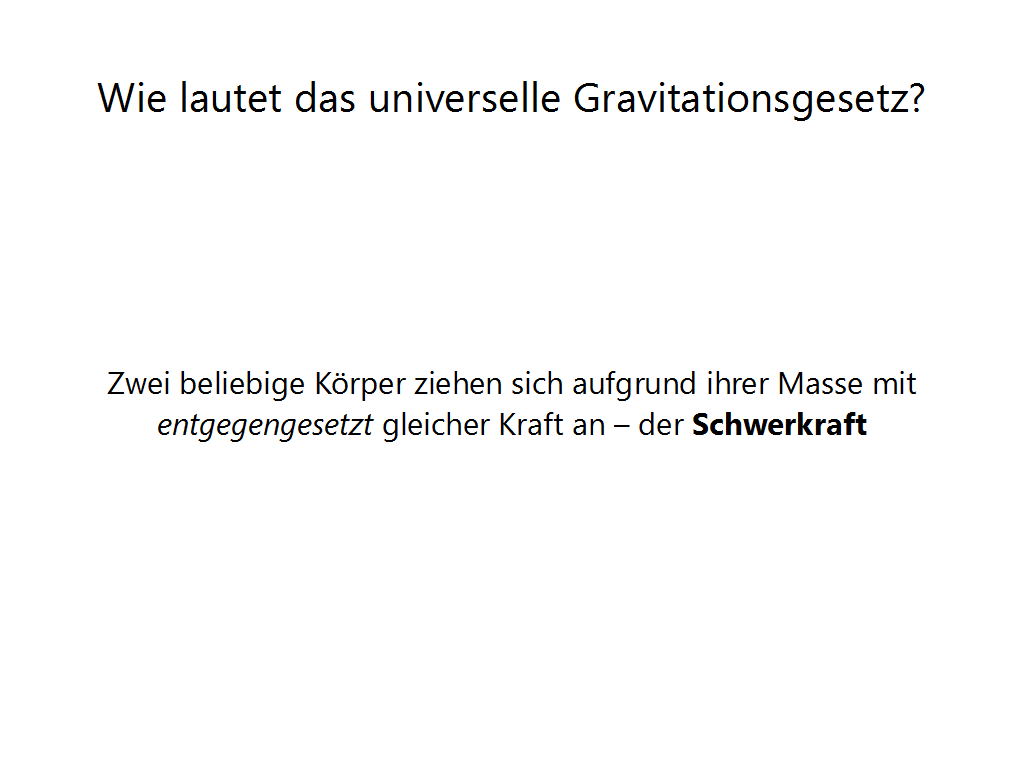 Wie lautet das universelle Gravitationsgesetz?
Zwei beliebige Körper ziehen sich aufgrund ihrer Masse mit
entgegengesetzt gleicher Kraft an – der Schwerkraft